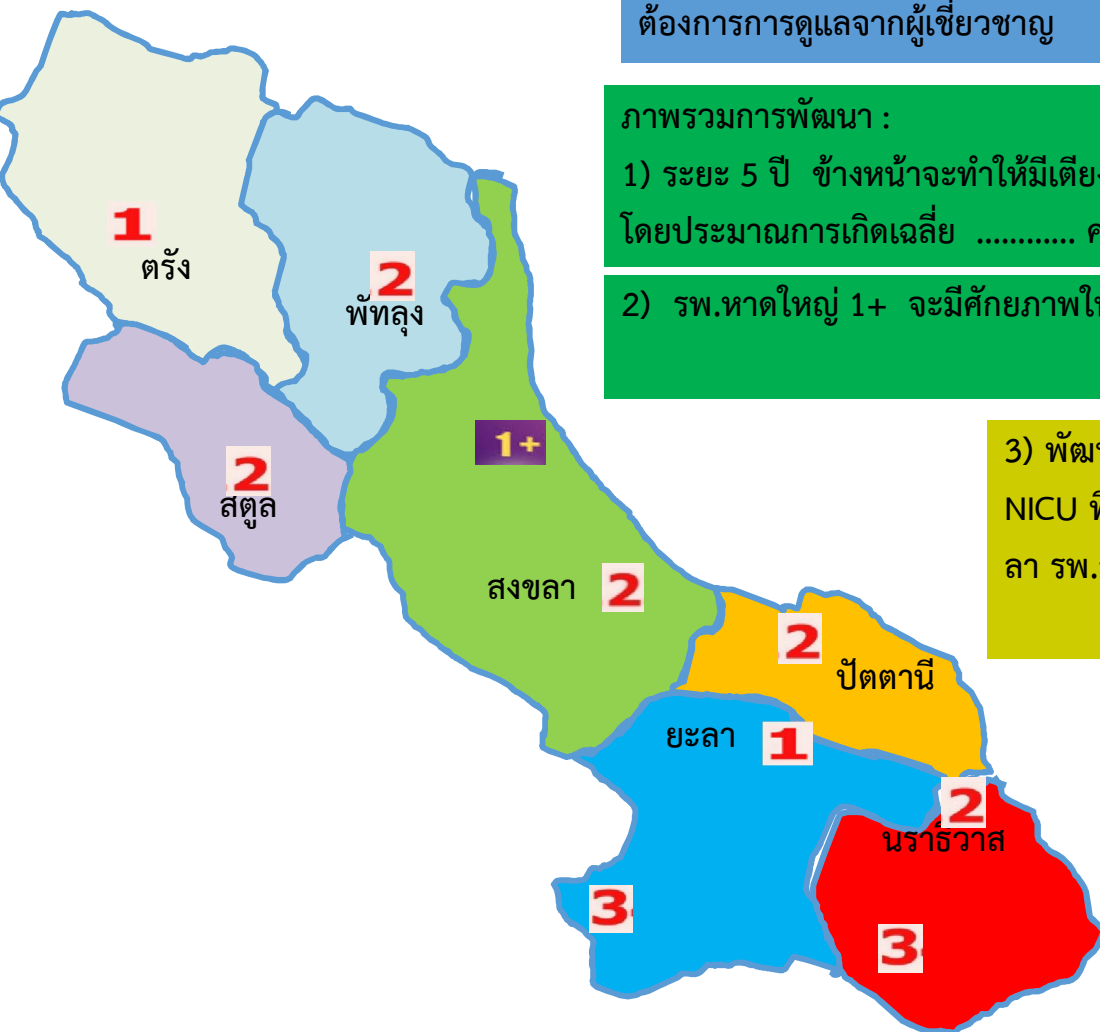 ต้องการการดูแลจากผู้เชี่ยวชาญ
ภาพรวมการพัฒนา :
1) ระยะ 5 ปี ข้างหน้าจะทำให้มีเตียง
โดยประมาณการเกิดเฉลี่ย ............
2) รพ.หาดใหญ่ 1+ จะมีศักยภาพ
3)
NICU
ลา รพ.
1
ตรัง
2
พัทลุง
1+
2
สตูล
สงขลา 2
2
ปัตตานี
ยะลา 1
2
นราธิวาส
3
3